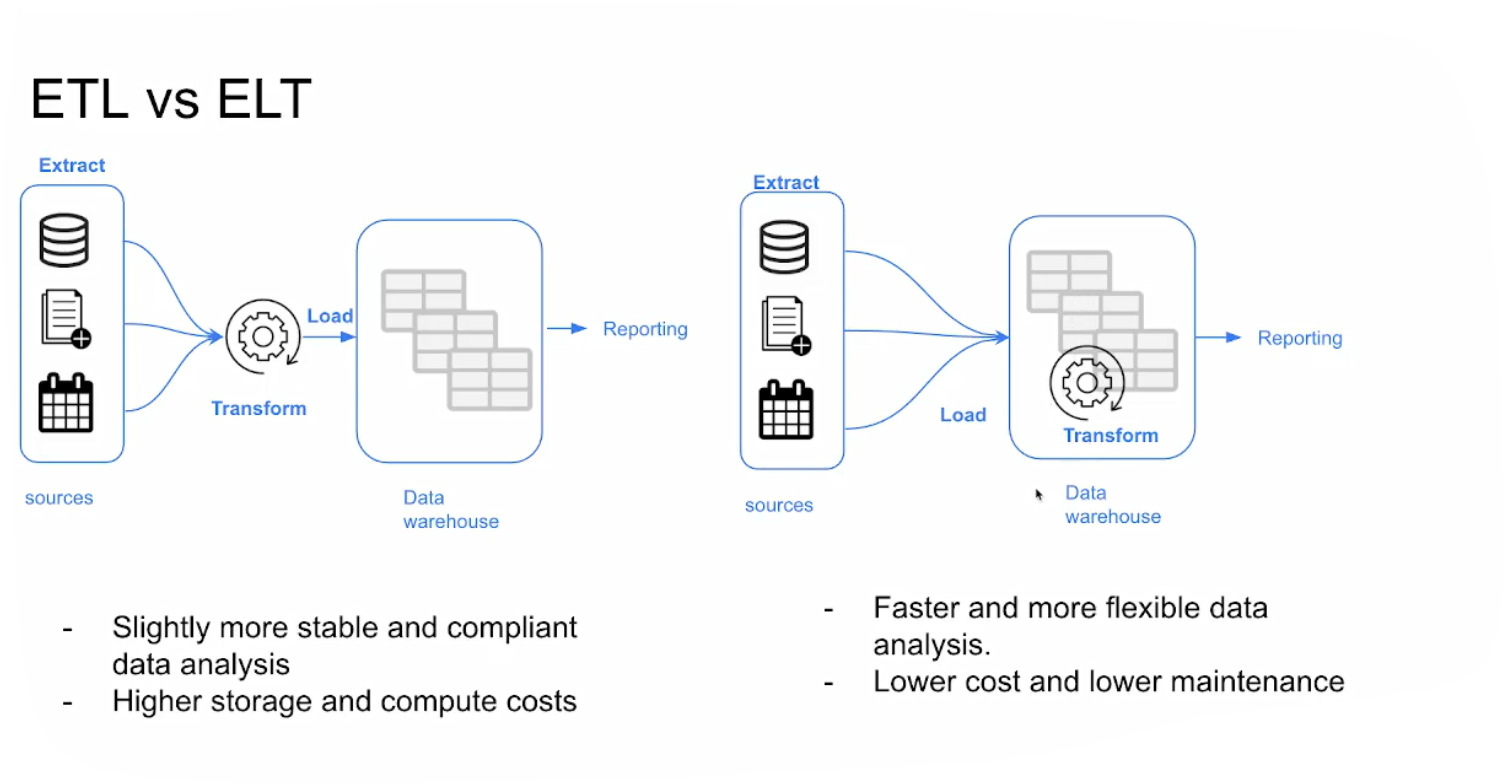 ETL vs ELT
Extract
Load
Transform
Reporting
sources
Data
warehouse
- Slightly more stable and compliant
data analysis
- Higher storage and compute costs
Extract
Load
Transform
Reporting
sources
Data
warehouse
- Faster and more flexible data
analysis.
- Lower cost and lower maintenance